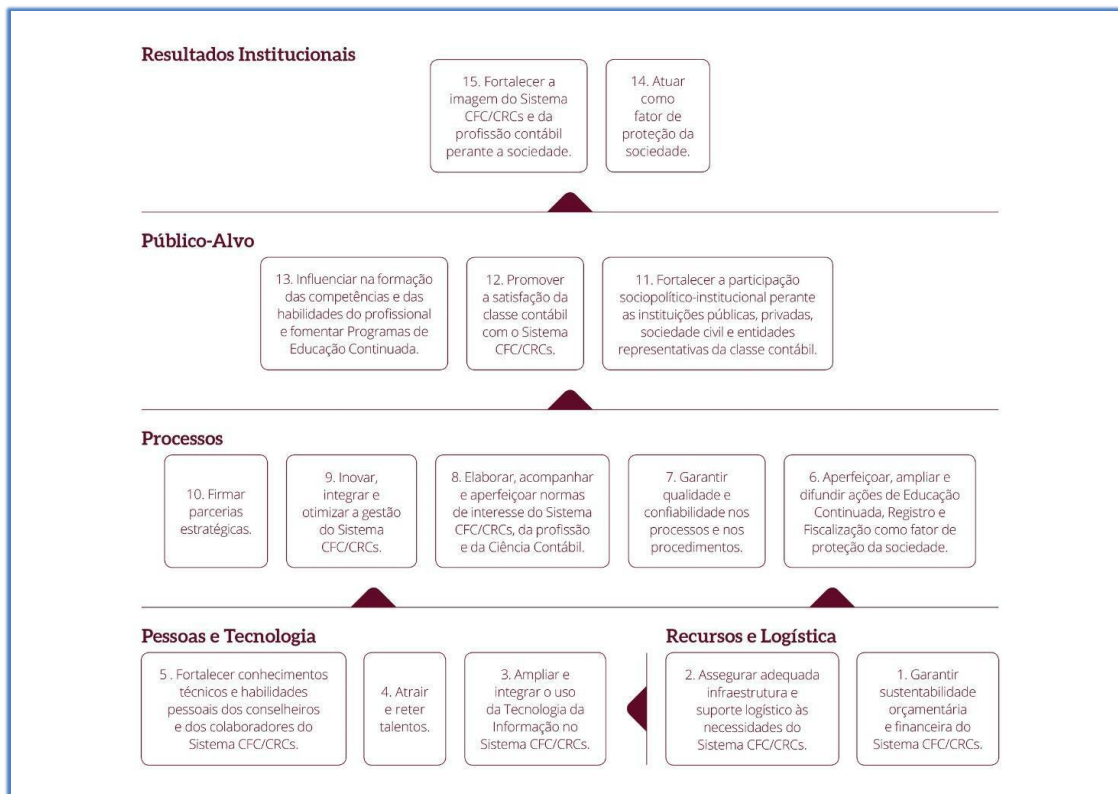 Resultados Institucionais
15. Fortalecer a
imagem do Sistema
CFC/CRCs e da
profissão contábil
perante a sociedade.
14. Atuar
como
fator de
proteção da
sociedade.
Público-Alvo
13. Influenciar na formação
das competências e das
habilidades do profissional
e fomentar Programas de
Educação Continuada.
12. Promover
a satisfação da
classe contábil
com o Sistema
CFC/CRCs.
11. Fortalecer a participação
sociopolítico-institucional perante
as instituições públicas, privadas,
sociedade civil e entidades
representativas da classe contábil.
Processos
10. Firmar
parcerias
estratégicas.
9. Inovar,
integrar e
otimizar a gestão
do Sistema
CFC/CRCs.
8. Elaborar, acompanhar
e aperfeiçoar normas
de interesse do Sistema
CFC/CRCs, da profissão
e da Ciência Contábil.
7. Garantir
qualidade e
confiabilidade nos
processos e nos
procedimentos.
6. Aperfeiçoar, ampliar e
difundir ações de Educação
Continuada, Registro e
Fiscalização como fator de
proteção da sociedade.
Pessoas e Tecnologia
5 . Fortalecer conhecimentos
técnicos e habilidades
pessoais dos conselheiros
e dos colaboradores do
Sistema CFC/CRCs.
4. Atrair
e reter
talentos.
3. Ampliar e
integrar o uso
da Tecnologia da
Informação no
Sistema CFC/CRCs.
Recursos e Logística
2. Assegurar adequada
infraestrutura e
suporte logístico às
necessidades do
Sistema CFC/CRCs.
1. Garantir
sustentabilidade
orçamentária
e financeira do
Sistema CFC/CRCs.